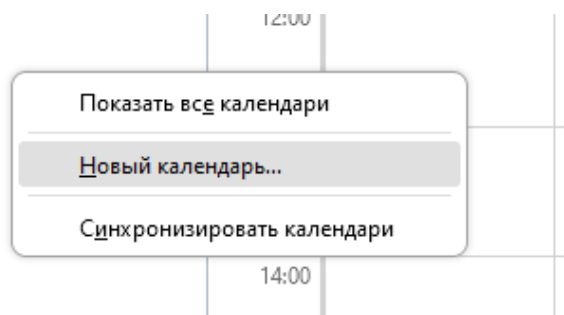 12:00
Показать все календари
Новый календарь...
Синхронизировать календари
14:00